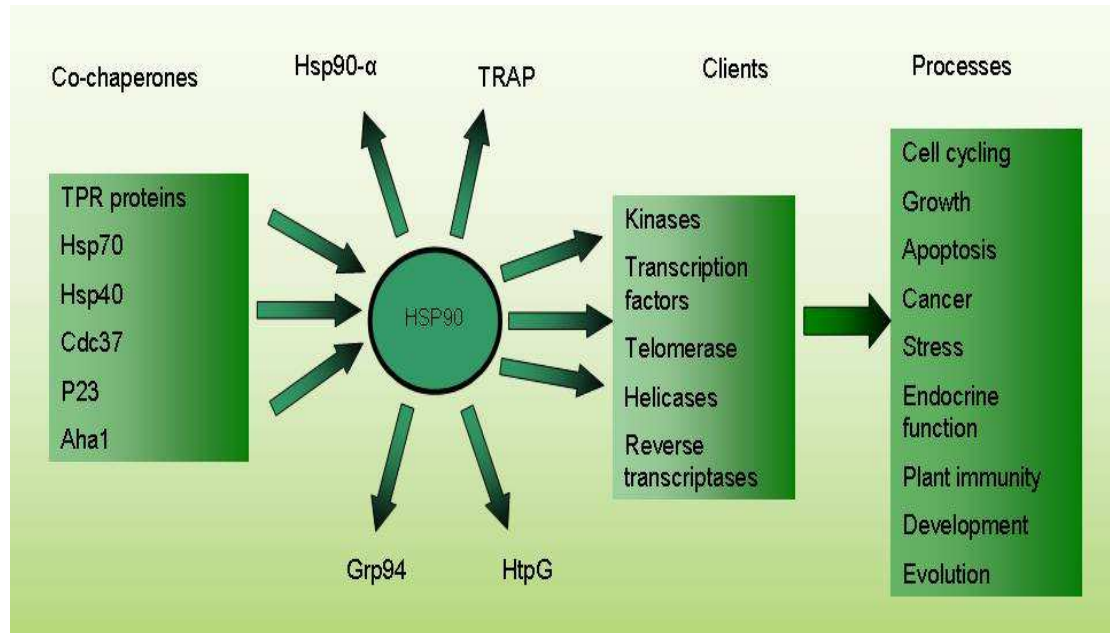 Co-chaperones
Hsp90-α
TRAP
Clients
Processes
TPR proteins
Hsp70
Hsp40
Cdc37
P23
Aha1
HSP90
Grp94
HtpG
Kinases
Transcription
factors
Telomerase
Helicases
Reverse
transcriptases
Cell cycling
Growth
Apoptosis
Cancer
Stress
Endocrine
function
Plant immunity
Development
Evolution